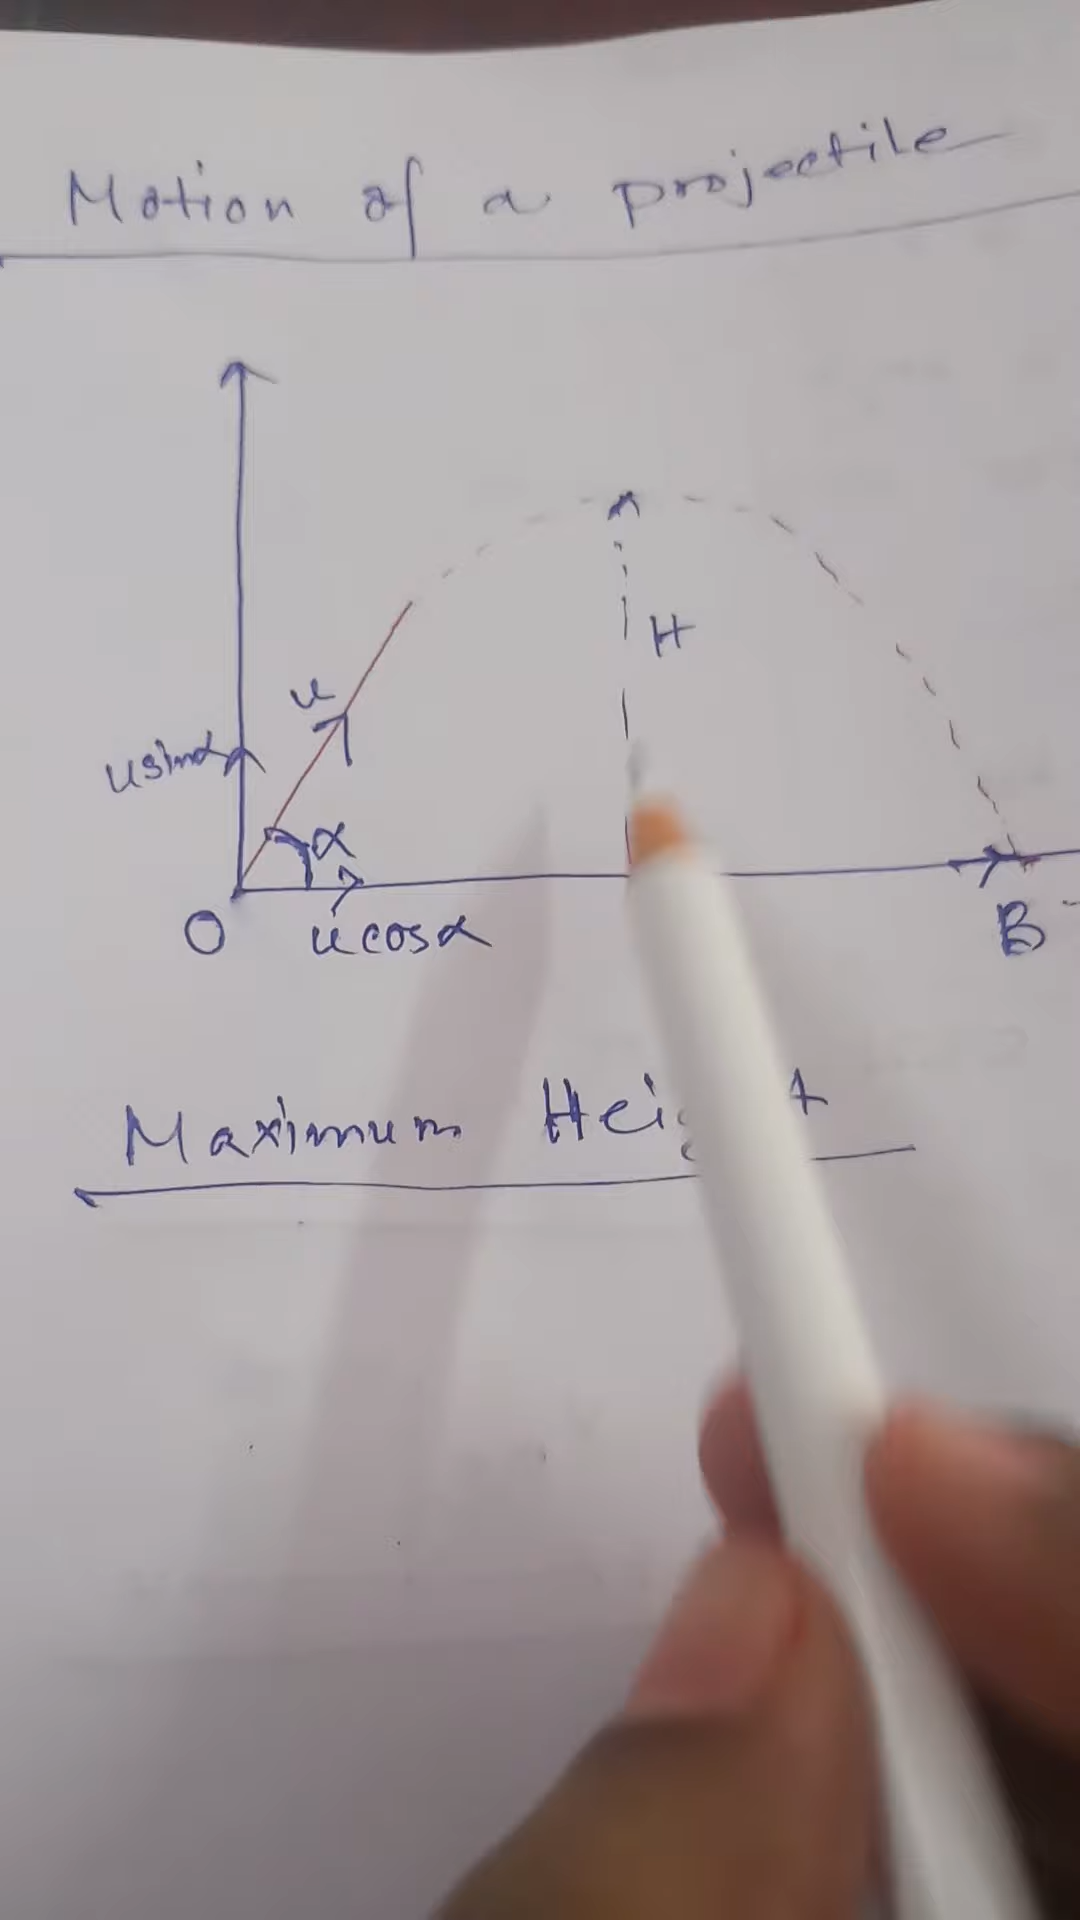 Motion of a projectile
H
u
usinα
α
O
ucosα
B
Maximum